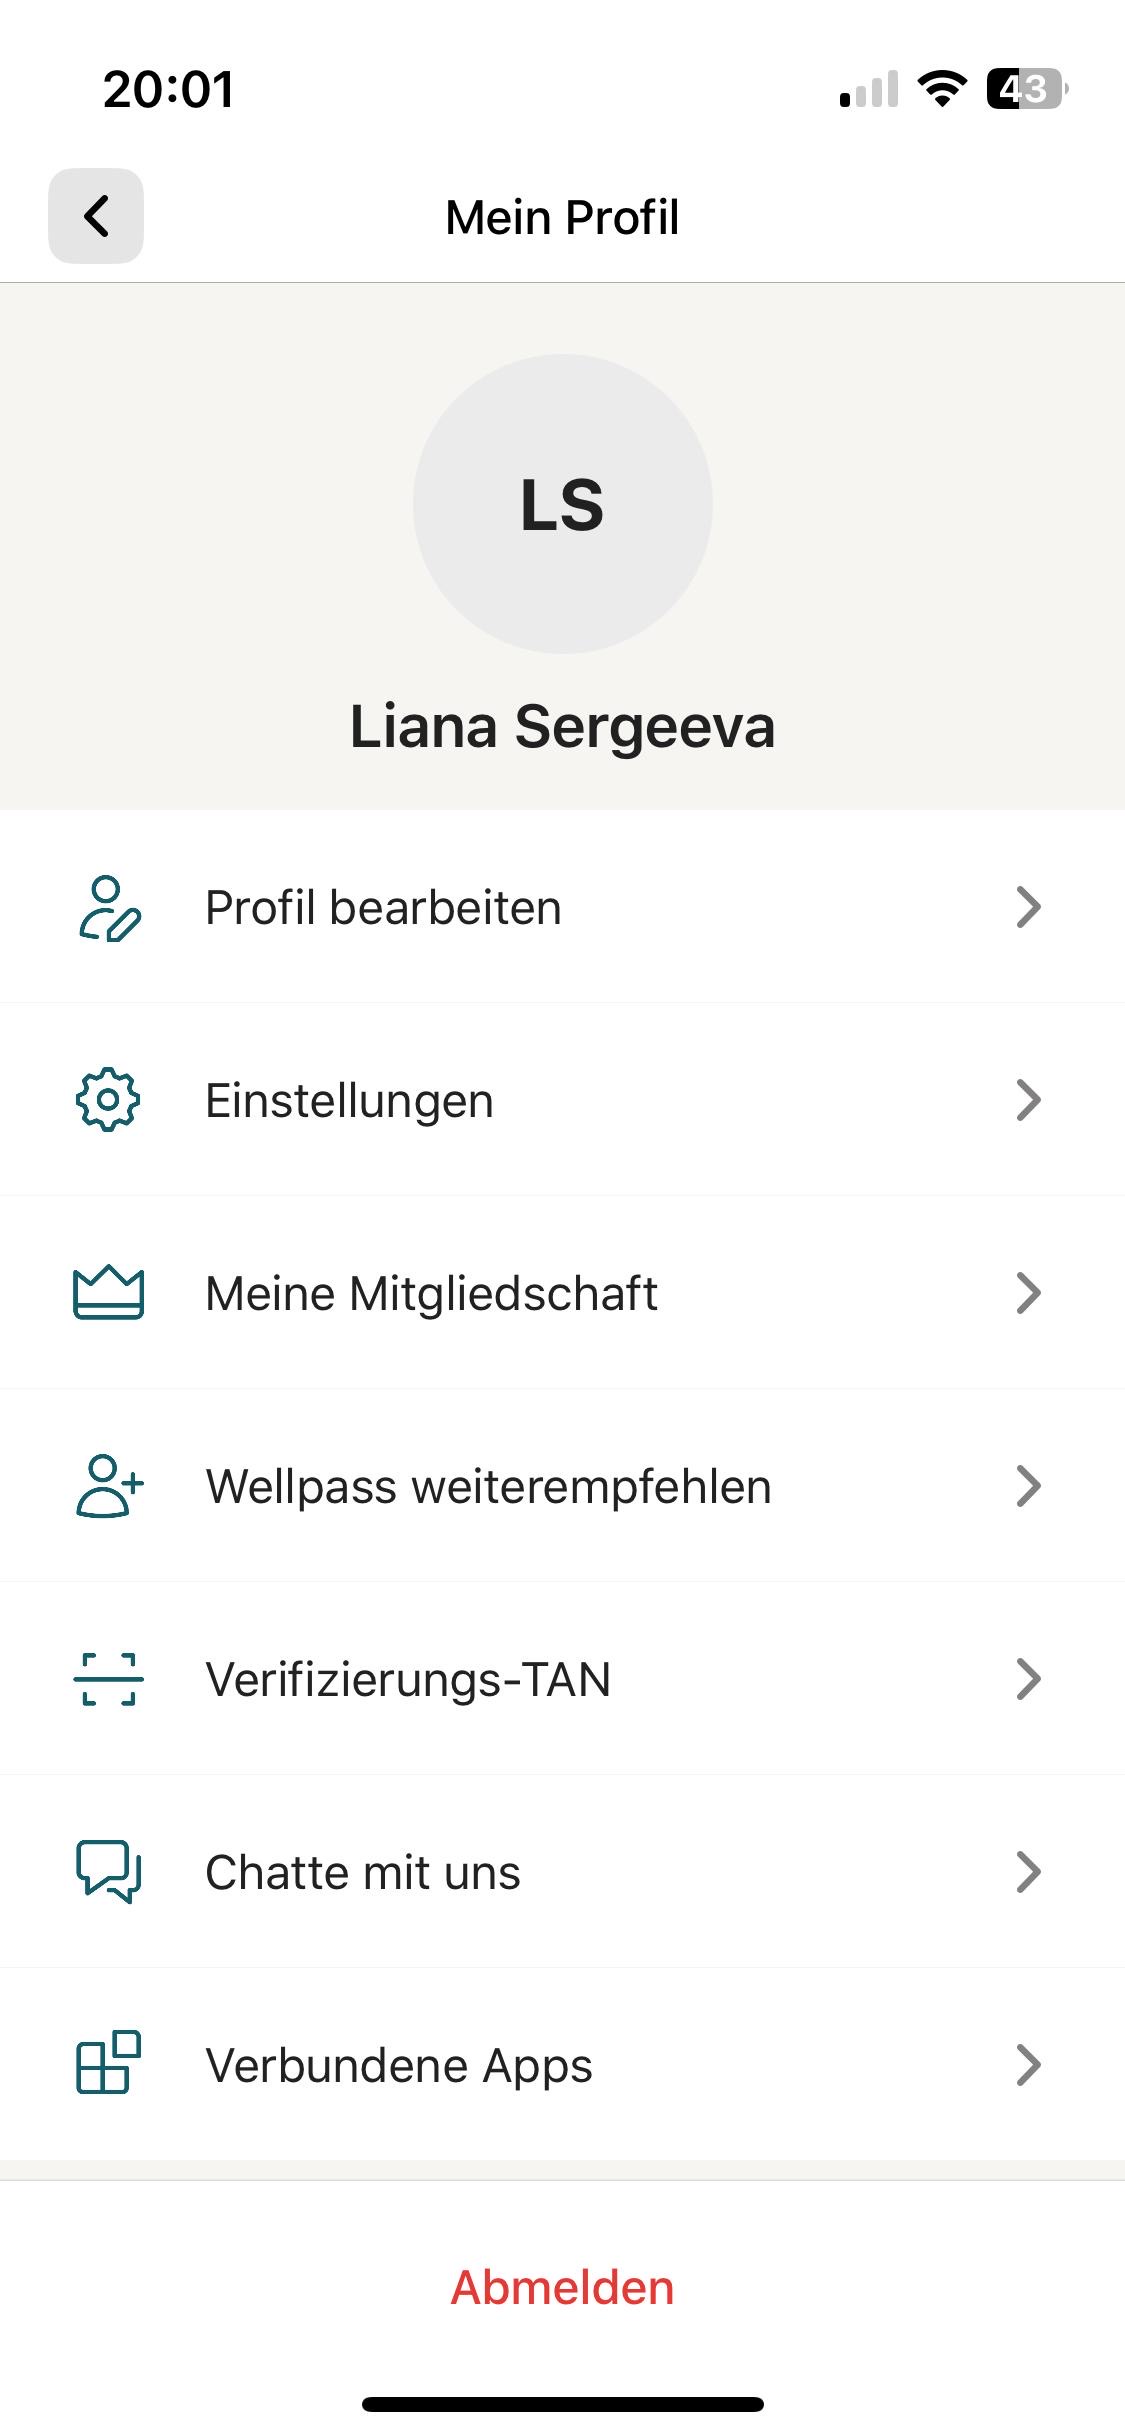 20:01
43
Mein Profil
LS
Liana Sergeeva
Profil bearbeiten
Einstellungen
Meine Mitgliedschaft
Wellpass weiterempfehlen
Verifizierungs-TAN
Chatte mit uns
Verbundene Apps
Abmelden